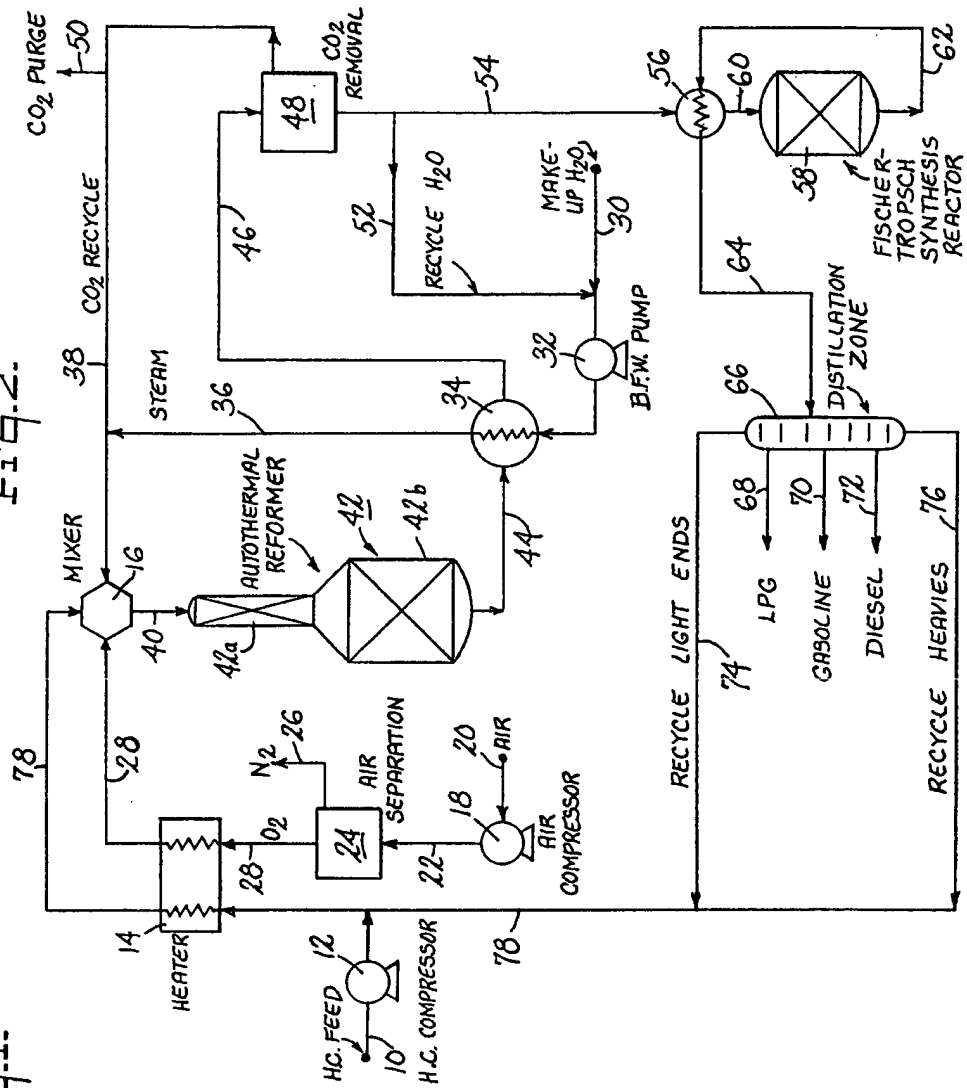 Fig.2.
g.1.
CO2 PURGE
50
CO2 RECYCLE
38
STEAM
36
MIXER
16
78
28
40
AUTOTHERMAL
REFORMER
42
42a
42b
44
34
46
48
CO2
REMOVAL
54
52
RECYCLE H2O
MAKE-
UP H2O
30
32
B.F.W. PUMP
56
60
62
58
FISCHER-
TROPSCH
SYNTHESIS
REACTOR
64
66
DISTILLATION
ZONE
68
LPG
70
GASOLINE
72
DIESEL
74
RECYCLE LIGHT ENDS
76
RECYCLE HEAVIES
78
HEATER
14
28
O2
N2
26
24
AIR
SEPARATION
22
18
20
AIR
AIR
COMPRESSOR
12
H.C. FEED
10
H.C. COMPRESSOR